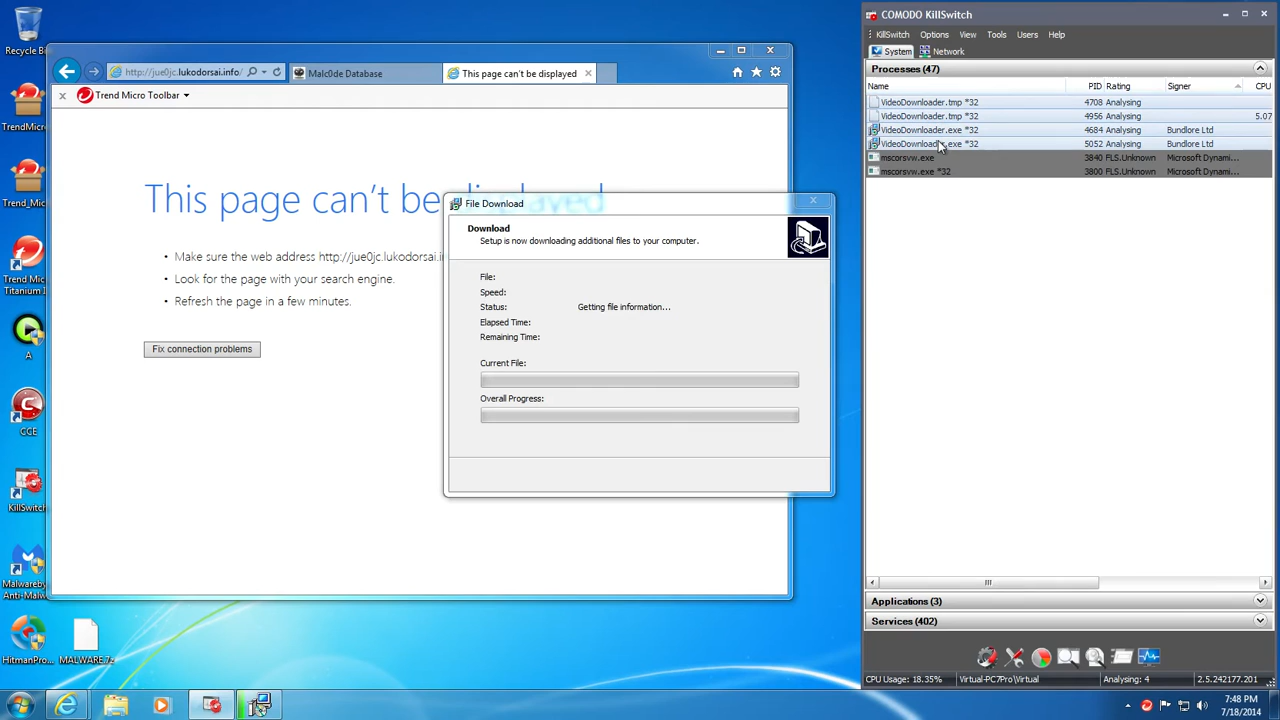 Recycle Bi
TrendMicr
Trend_Mic
Trend Mic
Titanium I
A
CCE
KillSwitch
Malwareby
Anti-Malw
HitmanPro...
MALWARE.7z
http://jue0jc.lukodorsai.info/
Malc0de Database
This page can't be displayed
x Trend Micro Toolbar
This page can't be displayed
• Make sure the web address http://jue0jc.lukodorsai.in
• Look for the page with your search engine.
• Refresh the page in a few minutes.
Fix connection problems
File Download
Download
Setup is now downloading additional files to your computer.
File:
Speed:
Status: Getting file information...
Elapsed Time:
Remaining Time:
Current File:
Overall Progress:
COMODO KillSwitch
KillSwitch Options View Tools Users Help
System Network
Processes (47)
Name PID Rating Signer CPU
VideoDownloader.tmp *32 4708 Analysing
VideoDownloader.tmp *32 4956 Analysing 5.07
VideoDownloader.exe *32 4684 Analysing Bundlore Ltd
VideoDownloader.exe *32 5052 Analysing Bundlore Ltd
mscorsvw.exe 3840 FLS.Unknown Microsoft Dynami...
mscorsvw.exe *32 3800 FLS.Unknown Microsoft Dynami...
Applications (3)
Services (402)
CPU Usage: 18.35% Virtual-PC7Pro\Virtual Analysing: 4 2.5.242177.201
7:48 PM
7/18/2014